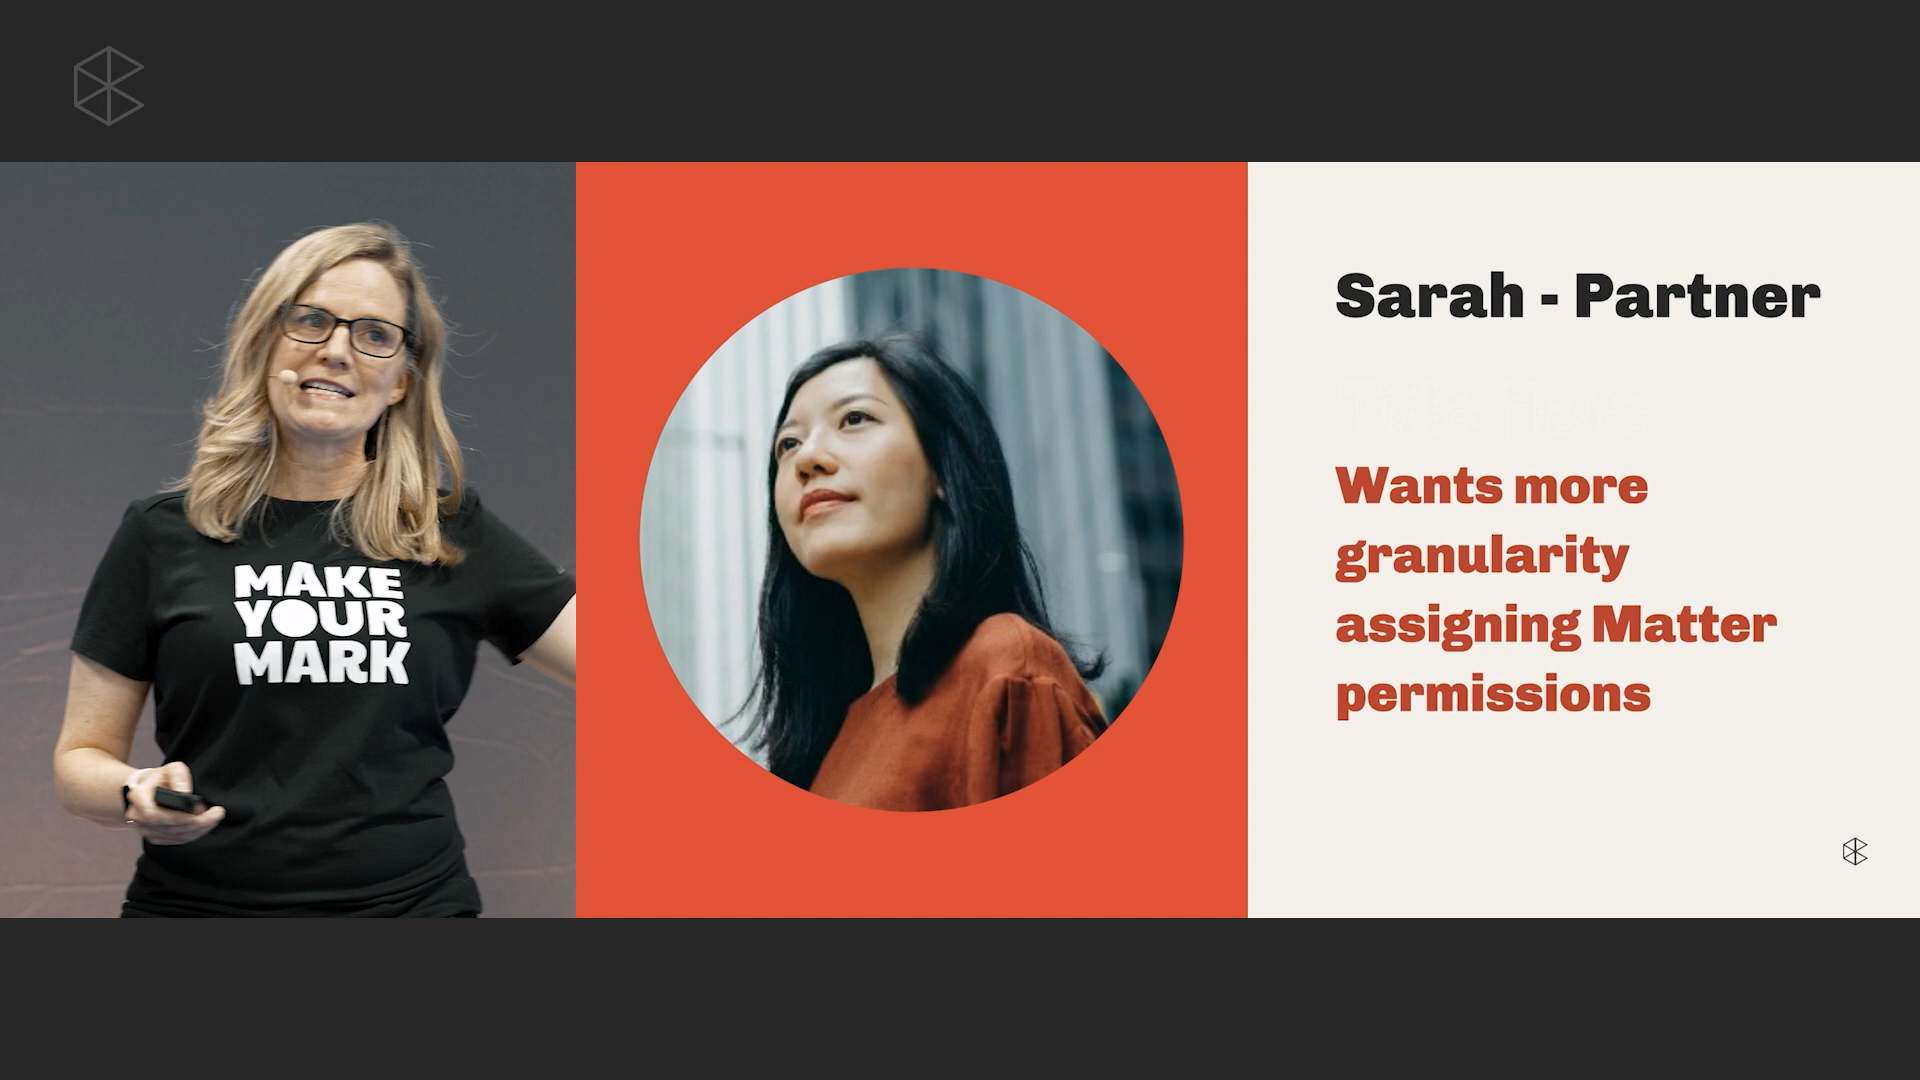 MAKE
YOUR
MARK
Sarah - Partner
Wants more
granularity
assigning Matter
permissions